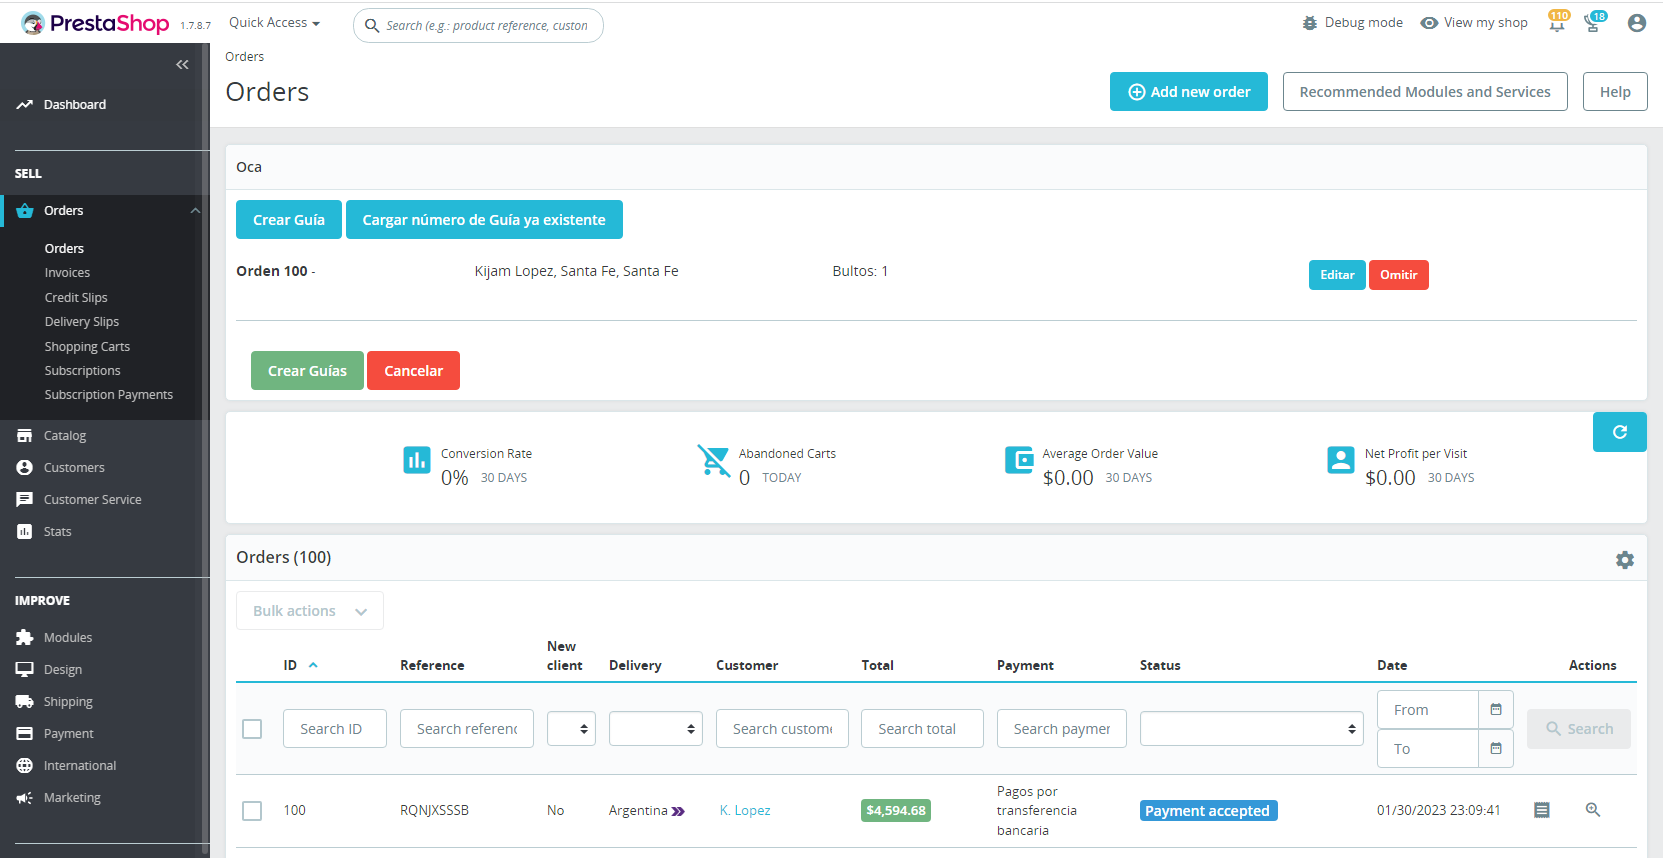 PrestaShop 1.7.8.7 Quick Access Search (e.g.: product reference, custon Debug mode View my shop 110 18
Orders
Orders
Add new order Recommended Modules and Services Help
Dashboard
SELL
Orders
Orders
Invoices
Credit Slips
Delivery Slips
Shopping Carts
Subscriptions
Subscription Payments
Catalog
Customers
Customer Service
Stats
IMPROVE
Modules
Design
Shipping
Payment
International
Marketing
Oca
Crear Guía Cargar número de Guía ya existente
Orden 100 - Kijam Lopez, Santa Fe, Santa Fe Bultos: 1 Editar Omitir
Crear Guías Cancelar
Conversion Rate
0% 30 DAYS
Abandoned Carts
0 TODAY
Average Order Value
$0.00 30 DAYS
Net Profit per Visit
$0.00 30 DAYS
Orders (100)
Bulk actions
ID Reference New client Delivery Customer Total Payment Status Date Actions
Search ID Search referenc Search custome Search total Search paymer From Search
To
100 RQNJXSSSB No Argentina K. Lopez $4,594.68 Pagos por transferencia bancaria Payment accepted 01/30/2023 23:09:41